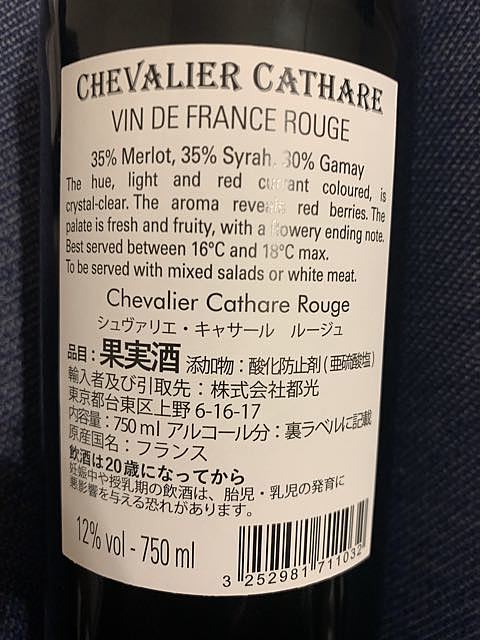 CHEVALIER CATHARE
VIN DE FRANCE ROUGE
35% Merlot, 35% Syrah, 30% Gamay
The hue, light and red currant coloured, is
crystal-clear. The aroma reveals red berries. The
palate is fresh and fruity, with a flowery ending note.
Best served between 16°C and 18°C max.
To be served with mixed salads or white meat.
Chevalier Cathare Rouge
シュヴァリエ・キャサール ルージュ
品目：果実酒 添加物：酸化防止剤(亜硫酸塩)
輸入者及び引取先：株式会社都光
東京都台東区上野 6-16-17
内容量：750 ml アルコール分：裏ラベルに記載
原産国名：フランス
飲酒は20歳になってから
妊娠中や授乳期の飲酒は、胎児・乳児の発育に
悪影響を与える恐れがあります。
12% vol - 750 ml
3 252981 711032